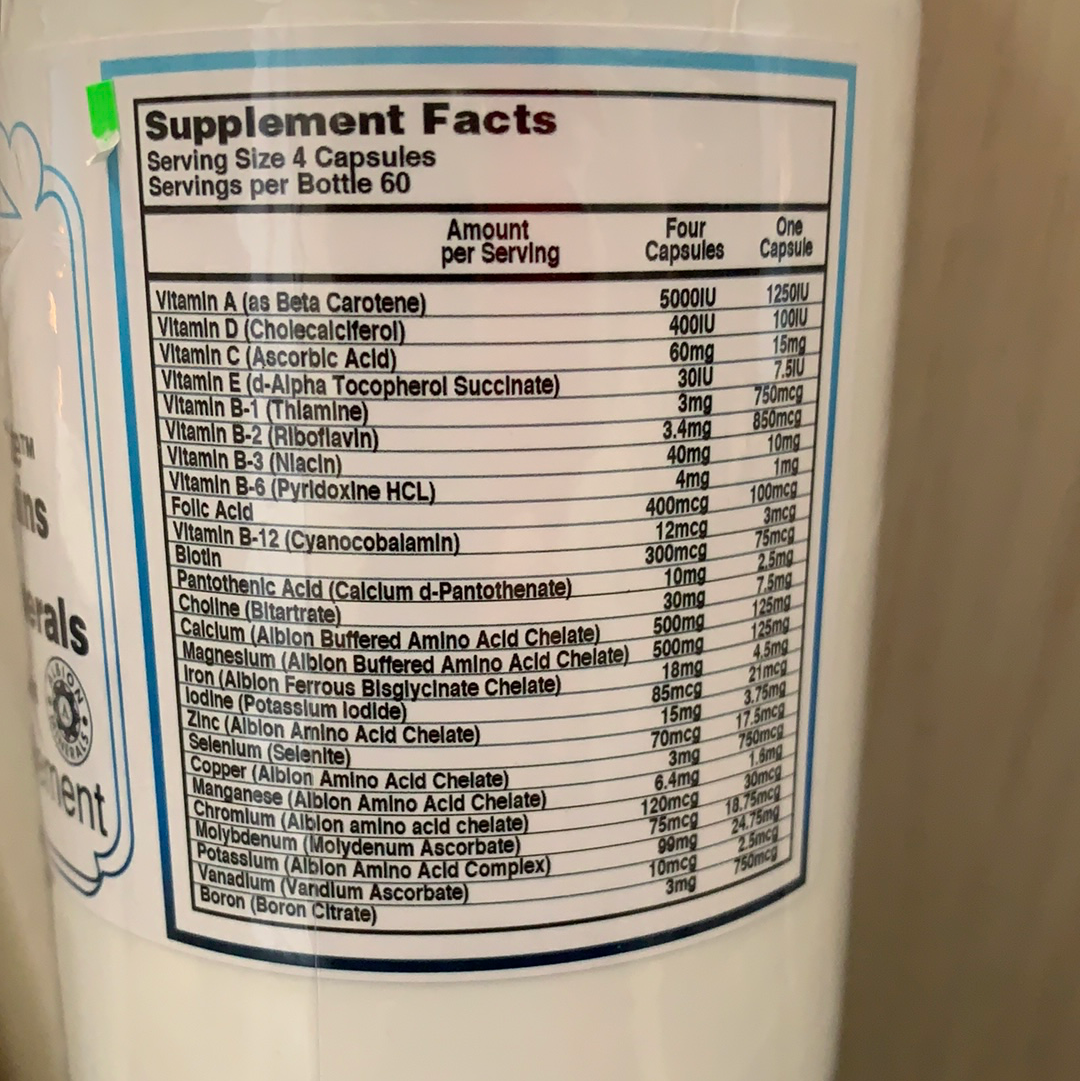 Supplement Facts
Serving Size 4 Capsules
Servings per Bottle 60
Amount per Serving Four Capsules One Capsule
Vitamin A (as Beta Carotene) 5000IU 1250IU
Vitamin D (Cholecalciferol) 400IU 100IU
Vitamin C (Ascorbic Acid) 60mg 15mg
Vitamin E (d-Alpha Tocopherol Succinate) 30IU 7.5IU
Vitamin B-1 (Thiamine) 3mg 750mcg
Vitamin B-2 (Riboflavin) 3.4mg 850mcg
Vitamin B-3 (Niacin) 40mg 10mg
Vitamin B-6 (Pyridoxine HCL) 4mg 1mg
Folic Acid 400mcg 100mcg
Vitamin B-12 (Cyanocobalamin) 12mcg 3mcg
Biotin 300mcg 75mcg
Pantothenic Acid (Calcium d-Pantothenate) 10mg 2.5mg
Choline (Bitartrate) 30mg 7.5mg
Calcium (Albion Buffered Amino Acid Chelate) 500mg 125mg
Magnesium (Albion Buffered Amino Acid Chelate) 500mg 125mg
Iron (Albion Ferrous Bisglycinate Chelate) 18mg 4.5mg
Iodine (Potassium Iodide) 85mcg 21mcg
Zinc (Albion Amino Acid Chelate) 15mg 3.75mg
Selenium (Selenite) 70mcg 17.5mcg
Copper (Albion Amino Acid Chelate) 3mg 750mcg
Manganese (Albion Amino Acid Chelate) 6.4mg 1.6mg
Chromium (Albion amino acid chelate) 120mcg 30mcg
Molybdenum (Molydenum Ascorbate) 75mcg 18.75mcg
Potassium (Albion Amino Acid Complex) 99mg 24.75mg
Vanadium (Vandium Ascorbate) 10mcg 2.5mcg
Boron (Boron Citrate) 3mg 750mcg
TM
ins
erals
ALBION
MINERALS
ment